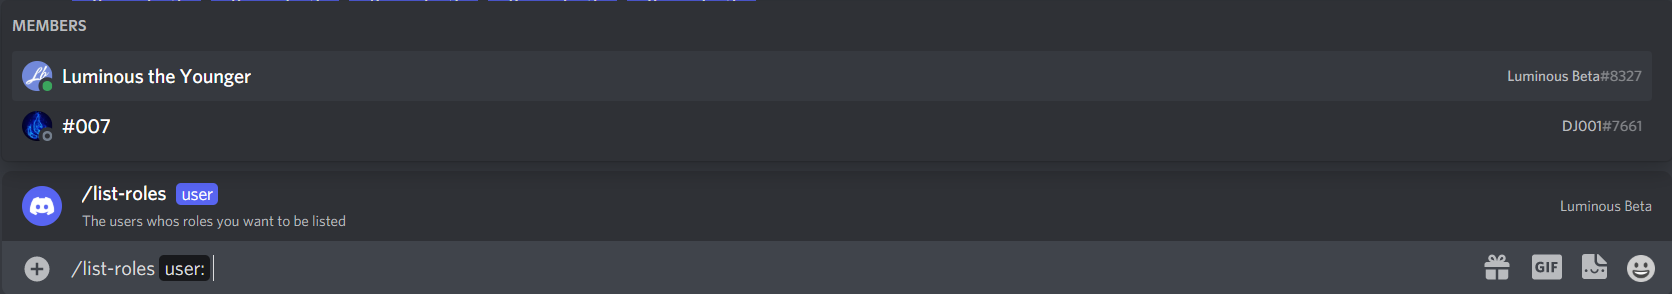 MEMBERS
Luminous the Younger Luminous Beta#8327
#007 DJ001#7661
/list-roles user
The users whos roles you want to be listed Luminous Beta
/list-roles user: GIF